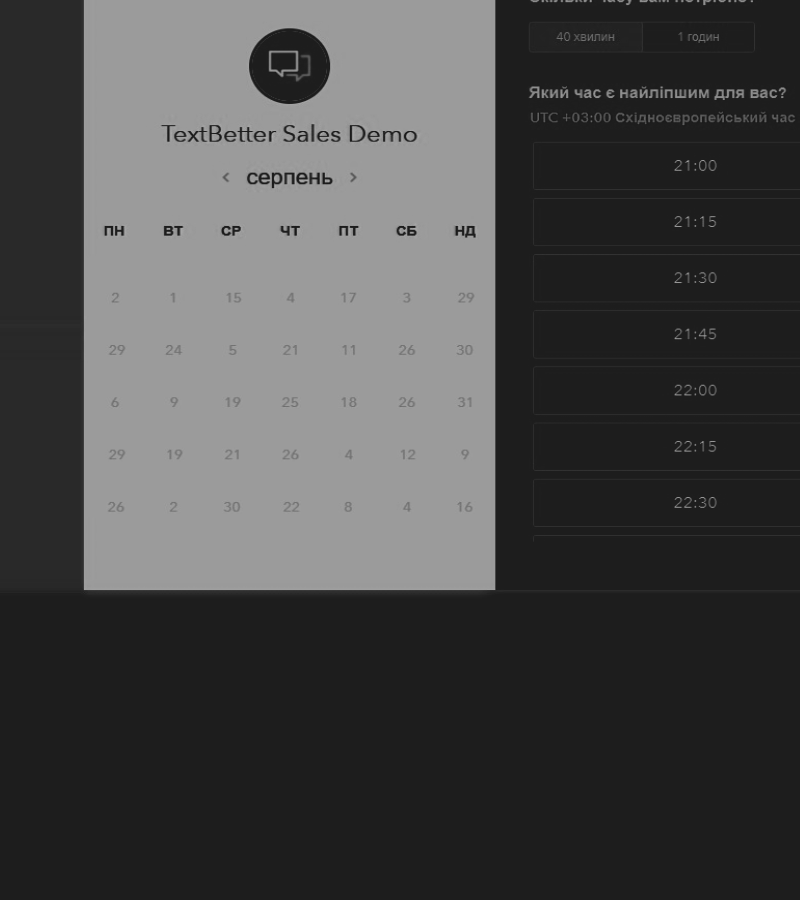 TextBetter Sales Demo
серпень
ПН ВТ СР ЧТ ПТ СБ НД
2 1 15 4 17 3 29
29 24 5 21 11 26 30
6 9 19 25 18 26 31
29 19 21 26 4 12 9
26 2 30 22 8 4 16
40 хвилин 1 годин
Який час є найліпшим для вас?
UTC +03:00 Східноєвропейський час
21:00
21:15
21:30
21:45
22:00
22:15
22:30